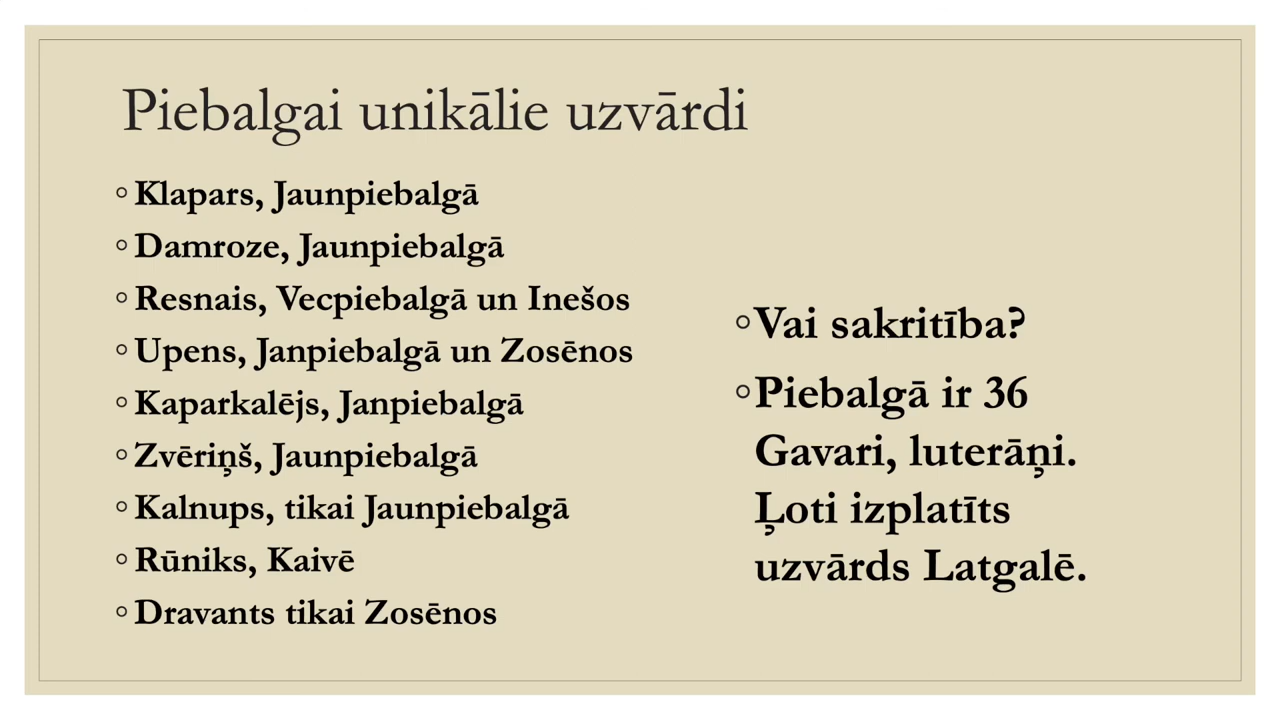 Piebalgai unikālie uzvārdi
◦Klapars, Jaunpiebalgā
◦Damroze, Jaunpiebalgā
◦Resnais, Vecpiebalgā un Inešos
◦Upens, Janpiebalgā un Zosēnos
◦Kaparkalējs, Janpiebalgā
◦Zvēriņš, Jaunpiebalgā
◦Kalnups, tikai Jaunpiebalgā
◦Rūniks, Kaivē
◦Dravants tikai Zosēnos
◦Vai sakritība?
◦Piebalgā ir 36
Gavari, luterāņi.
Ļoti izplatīts
uzvārds Latgalē.